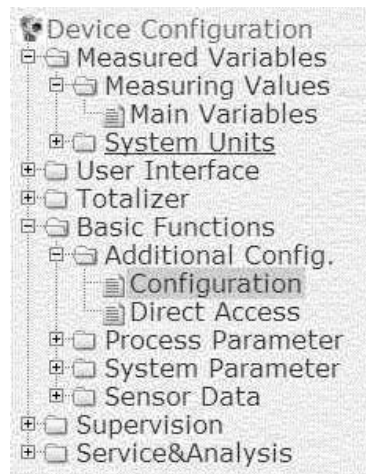 Device Configuration
Measured Variables
Measuring Values
Main Variables
System Units
User Interface
Totalizer
Basic Functions
Additional Config.
Configuration
Direct Access
Process Parameter
System Parameter
Sensor Data
Supervision
Service&Analysis